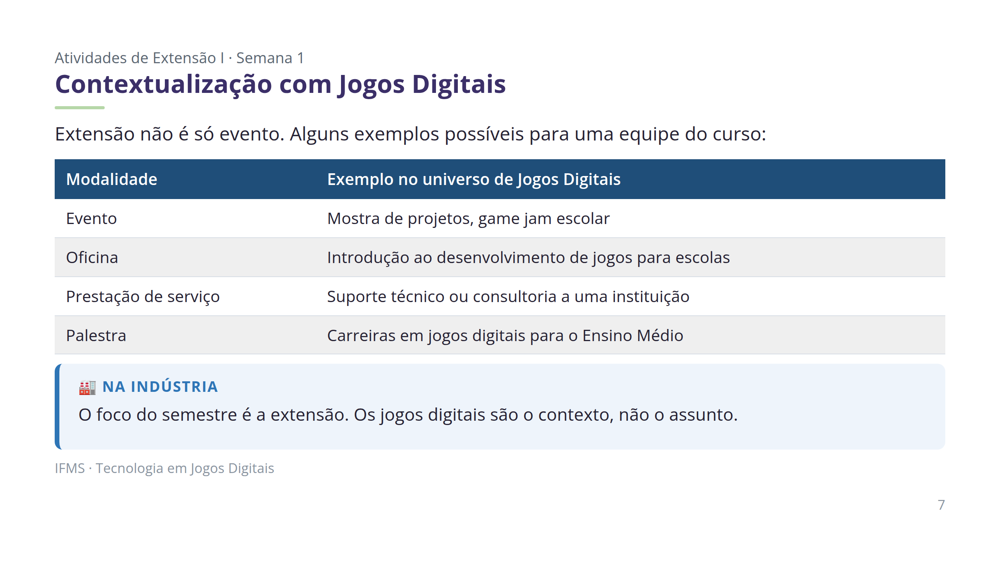 Atividades de Extensão I · Semana 1
Contextualização com Jogos Digitais
Extensão não é só evento. Alguns exemplos possíveis para uma equipe do curso:
Modalidade Exemplo no universo de Jogos Digitais
Evento Mostra de projetos, game jam escolar
Oficina Introdução ao desenvolvimento de jogos para escolas
Prestação de serviço Suporte técnico ou consultoria a uma instituição
Palestra Carreiras em jogos digitais para o Ensino Médio
🏭 NA INDÚSTRIA
O foco do semestre é a extensão. Os jogos digitais são o contexto, não o assunto.
IFMS · Tecnologia em Jogos Digitais
7